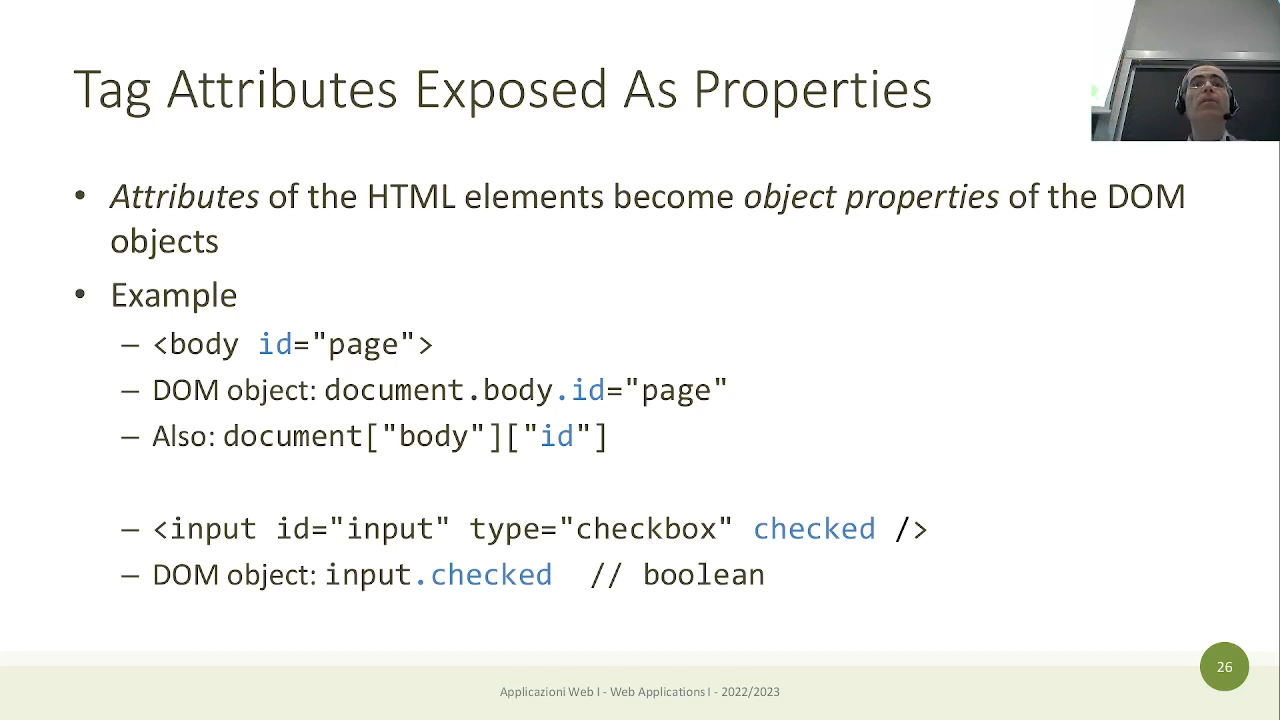 Tag Attributes Exposed As Properties
• Attributes of the HTML elements become object properties of the DOM
objects
• Example
– <body id="page">
– DOM object: document.body.id="page"
– Also: document["body"]["id"]
– <input id="input" type="checkbox" checked />
– DOM object: input.checked // boolean
26
Applicazioni Web I - Web Applications I - 2022/2023